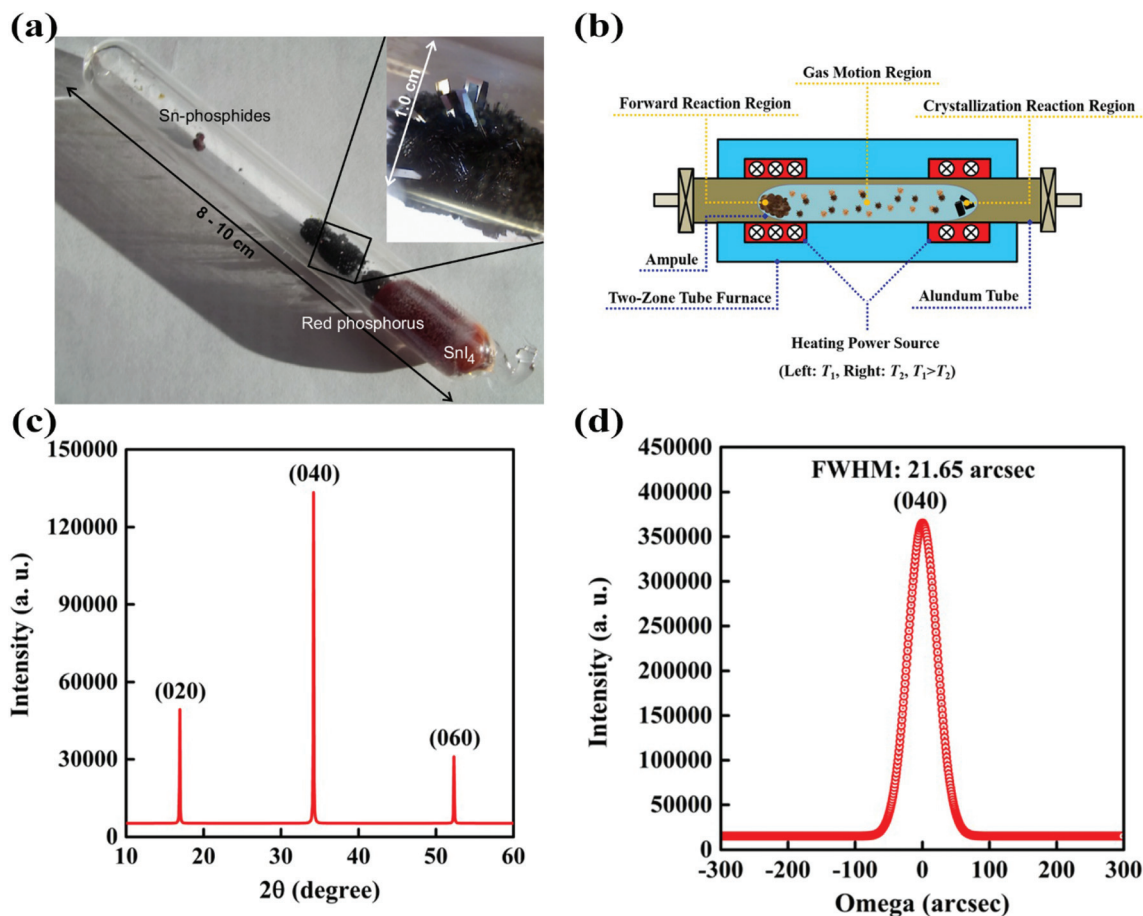 (a)
Sn-phosphides
1.0 cm
8 - 10 cm
Red phosphorus
SnI4
(b)
Gas Motion Region
Forward Reaction Region
Crystallization Reaction Region
Ampule
Alundum Tube
Two-Zone Tube Furnace
Heating Power Source
(Left: T1, Right: T2, T1>T2)
(c)
150000
120000
90000
60000
30000
0
Intensity (a. u.)
(020)
(040)
(060)
10 20 30 40 50 60
2θ (degree)
(d)
450000
400000
350000
300000
250000
200000
150000
100000
50000
0
Intensity (a. u.)
FWHM: 21.65 arcsec
(040)
-300 -200 -100 0 100 200 300
Omega (arcsec)